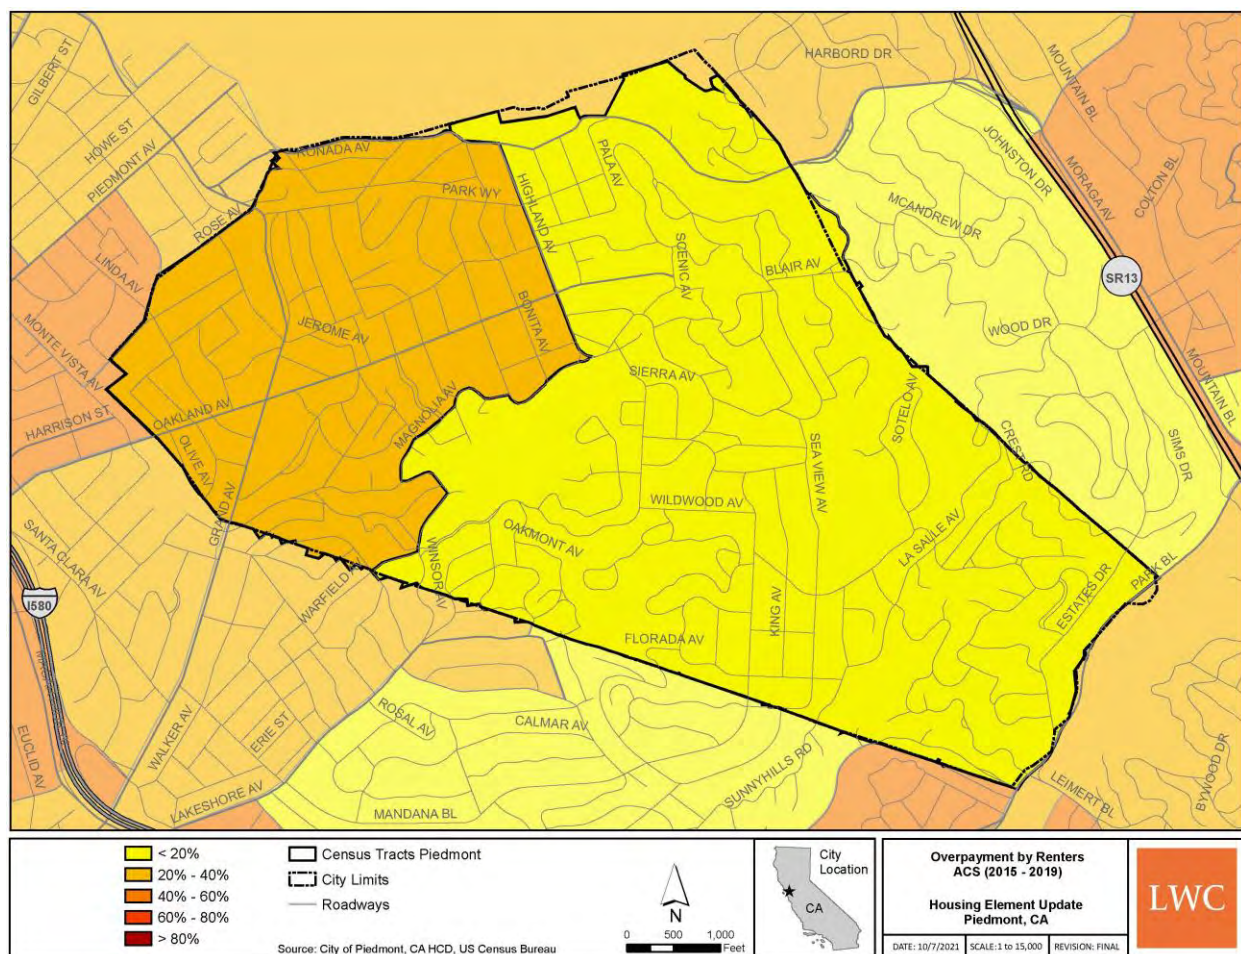 GILBERT ST
HARBORD DR
MOUNTAIN BL
HOWE ST
PIEDMONT AV
RONADA AV
PALA AV
JOHNSTON DR
MORAGA AV
COLTON BL
PARK WY
HIGHLAND AV
ROSE AV
MCANDREW DR
LINDA AV
SCENIC AV
BLAIR AV
SR13
BONITA AV
JEROME AV
WOOD DR
MONTE VISTA AV
SIERRA AV
MOUNTAIN BL
MAGNOLIA AV
OAKLAND AV
HARRISON ST
SOTELO AV
OLIVE AV
SEA VIEW AV
CREST RD
SIMS DR
GRAND AV
WILDWOOD AV
OAKMONT AV
LA SALLE AV
SANTA CLARA AV
WINSOR AV
PARK BL
WARFIELD AV
ESTATES DR
I580
KING AV
FLORADA AV
ROSAL AV
CALMAR AV
ERIE ST
WALKER AV
EUCLID AV
SUNNYHILLS RD
BYWOOD DR
LEIMERT BL
LAKESHORE AV
MANDANA BL
< 20%
20% - 40%
40% - 60%
60% - 80%
> 80%
Census Tracts Piedmont
City Limits
Roadways
Source: City of Piedmont, CA HCD, US Census Bureau
N
0 500 1,000
Feet
City
Location
CA
Overpayment by Renters
ACS (2015 - 2019)
Housing Element Update
Piedmont, CA
DATE: 10/7/2021 SCALE:1 to 15,000 REVISION: FINAL
LWC